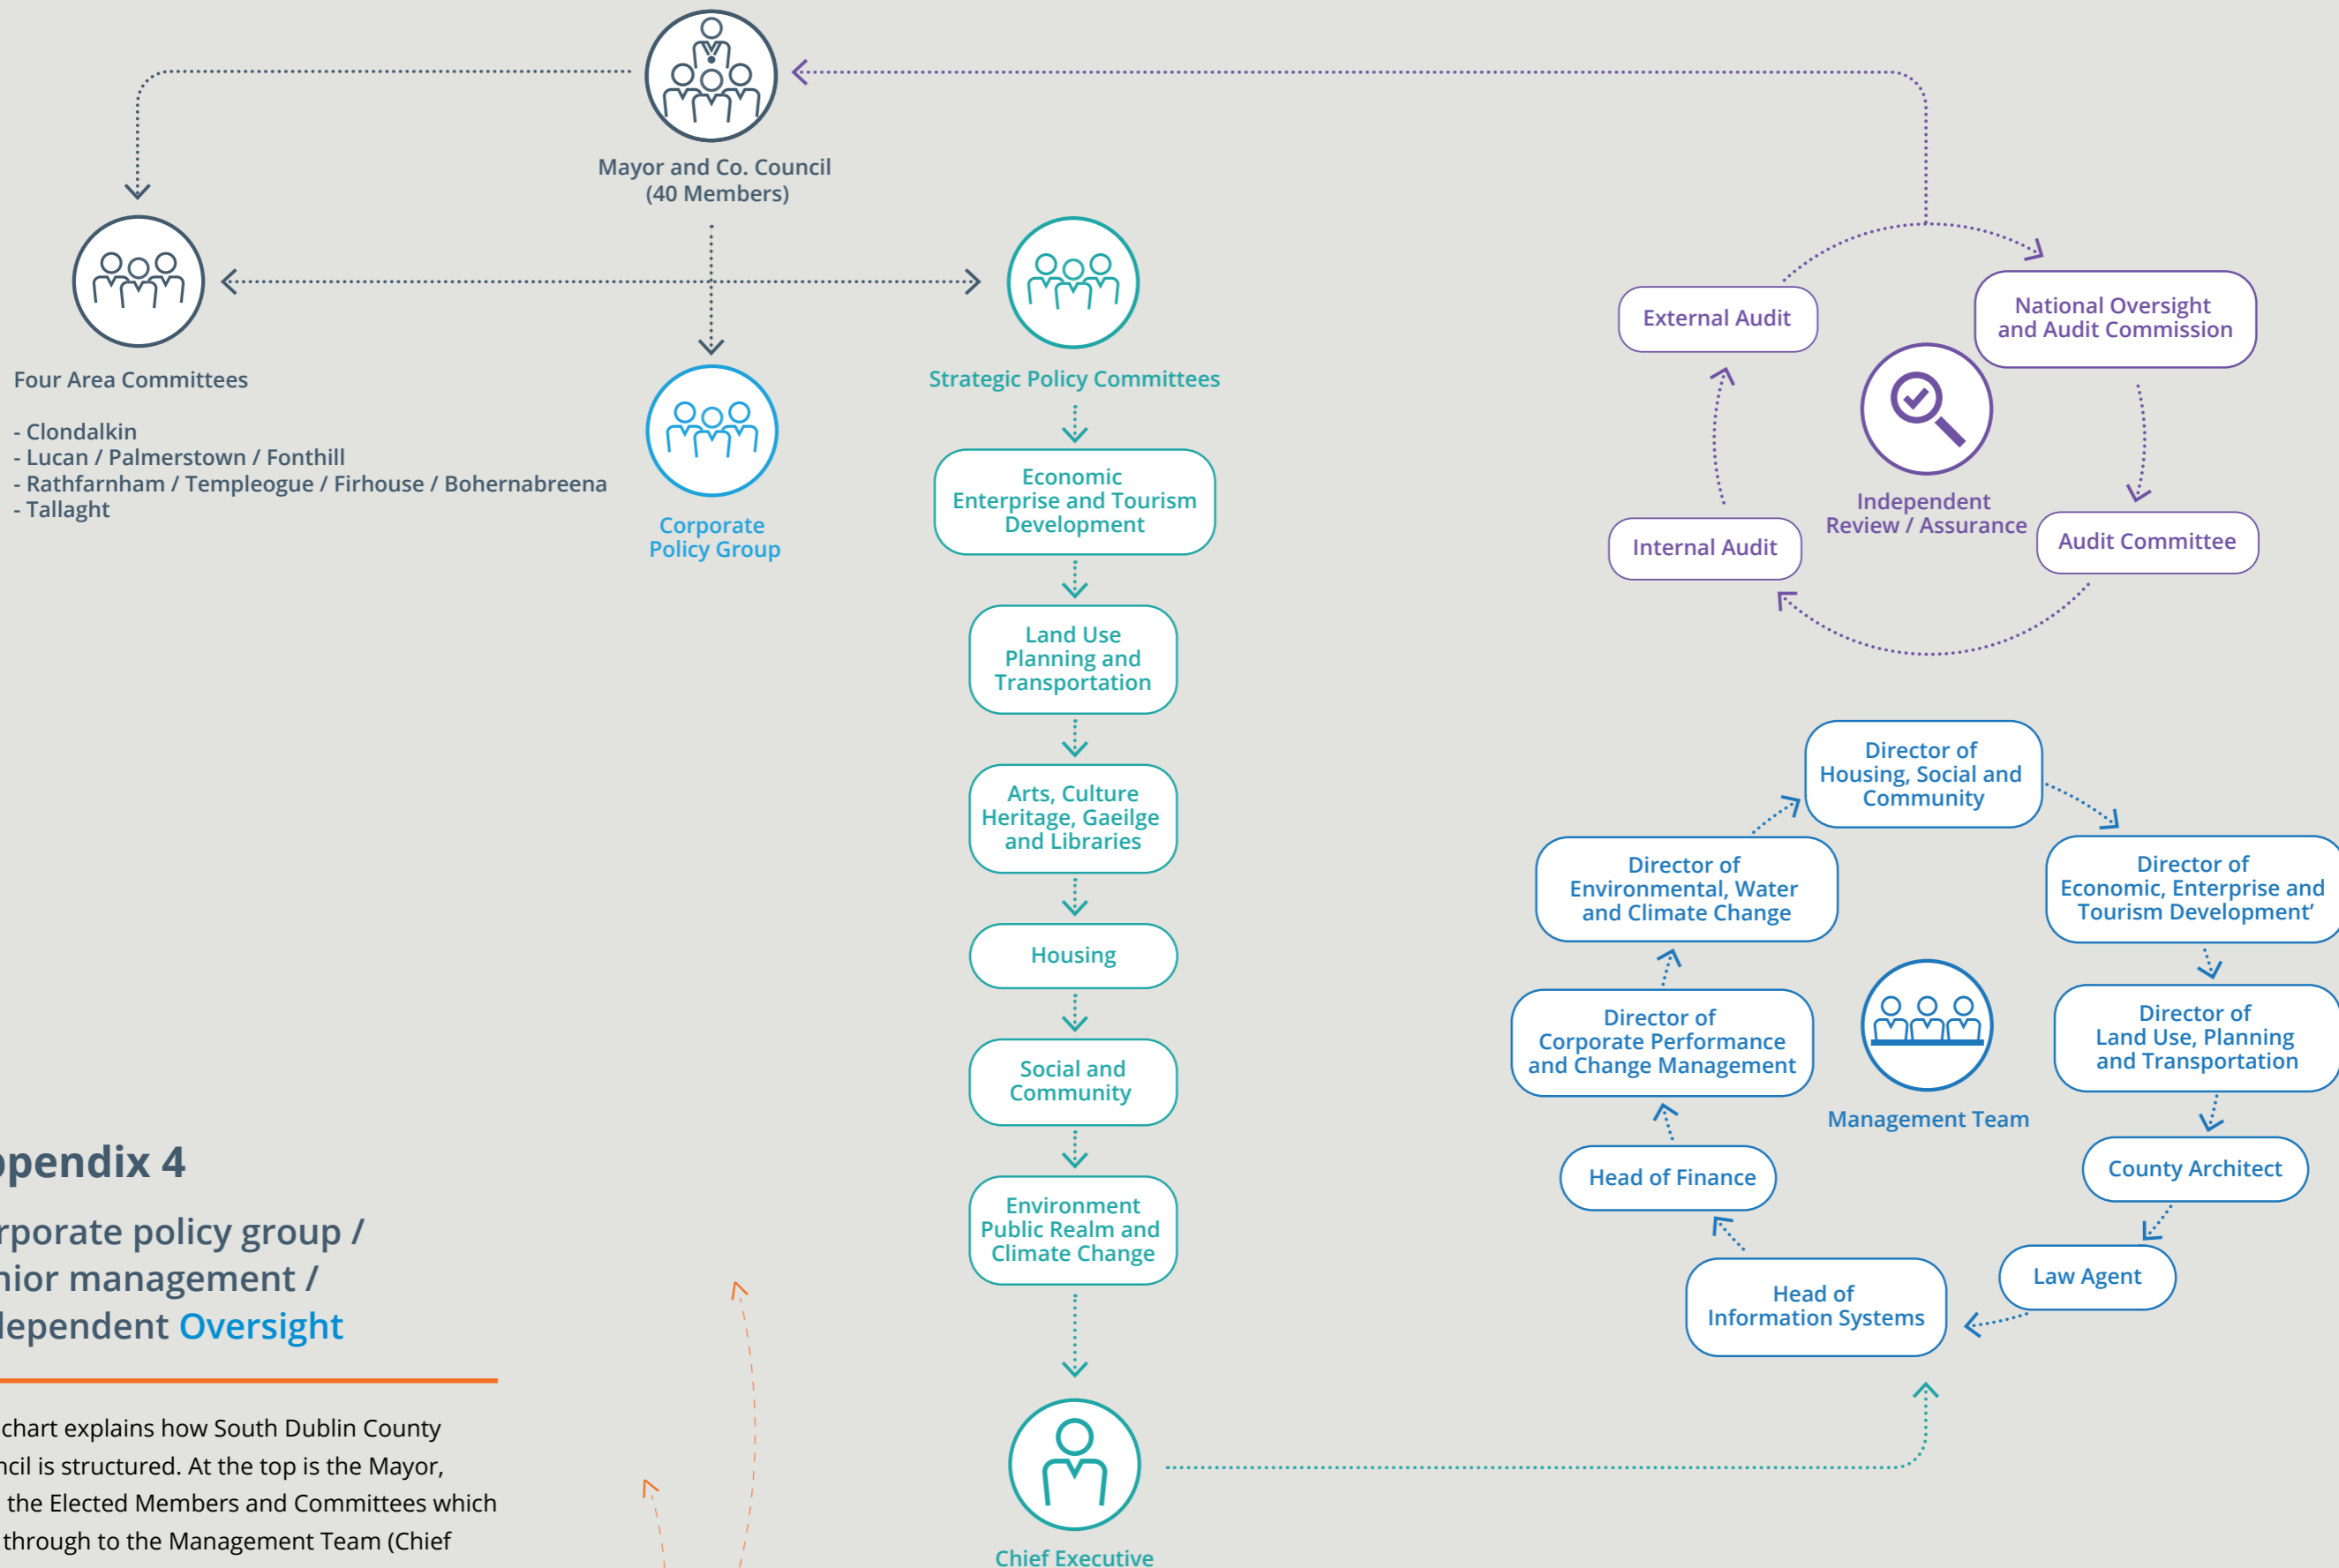 Mayor and Co. Council
(40 Members)
Four Area Committees
- Clondalkin
- Lucan / Palmerstown / Fonthill
- Rathfarnham / Templeogue / Firhouse / Bohernabreena
- Tallaght
Corporate
Policy Group
Strategic Policy Committees
Economic
Enterprise and Tourism
Development
Land Use
Planning and
Transportation
Arts, Culture
Heritage, Gaeilge
and Libraries
Housing
Social and
Community
Environment
Public Realm and
Climate Change
Chief Executive
External Audit
National Oversight
and Audit Commission
Independent
Review / Assurance
Internal Audit
Audit Committee
Director of
Housing, Social and
Community
Director of
Environmental, Water
and Climate Change
Director of
Economic, Enterprise and
Tourism Development’
Director of
Corporate Performance
and Change Management
Management Team
Director of
Land Use, Planning
and Transportation
Head of Finance
County Architect
Head of
Information Systems
Law Agent
ppendix 4
rporate policy group /
nior management /
dependent Oversight
chart explains how South Dublin County
ncil is structured. At the top is the Mayor,
the Elected Members and Committees which
through to the Management Team (Chief